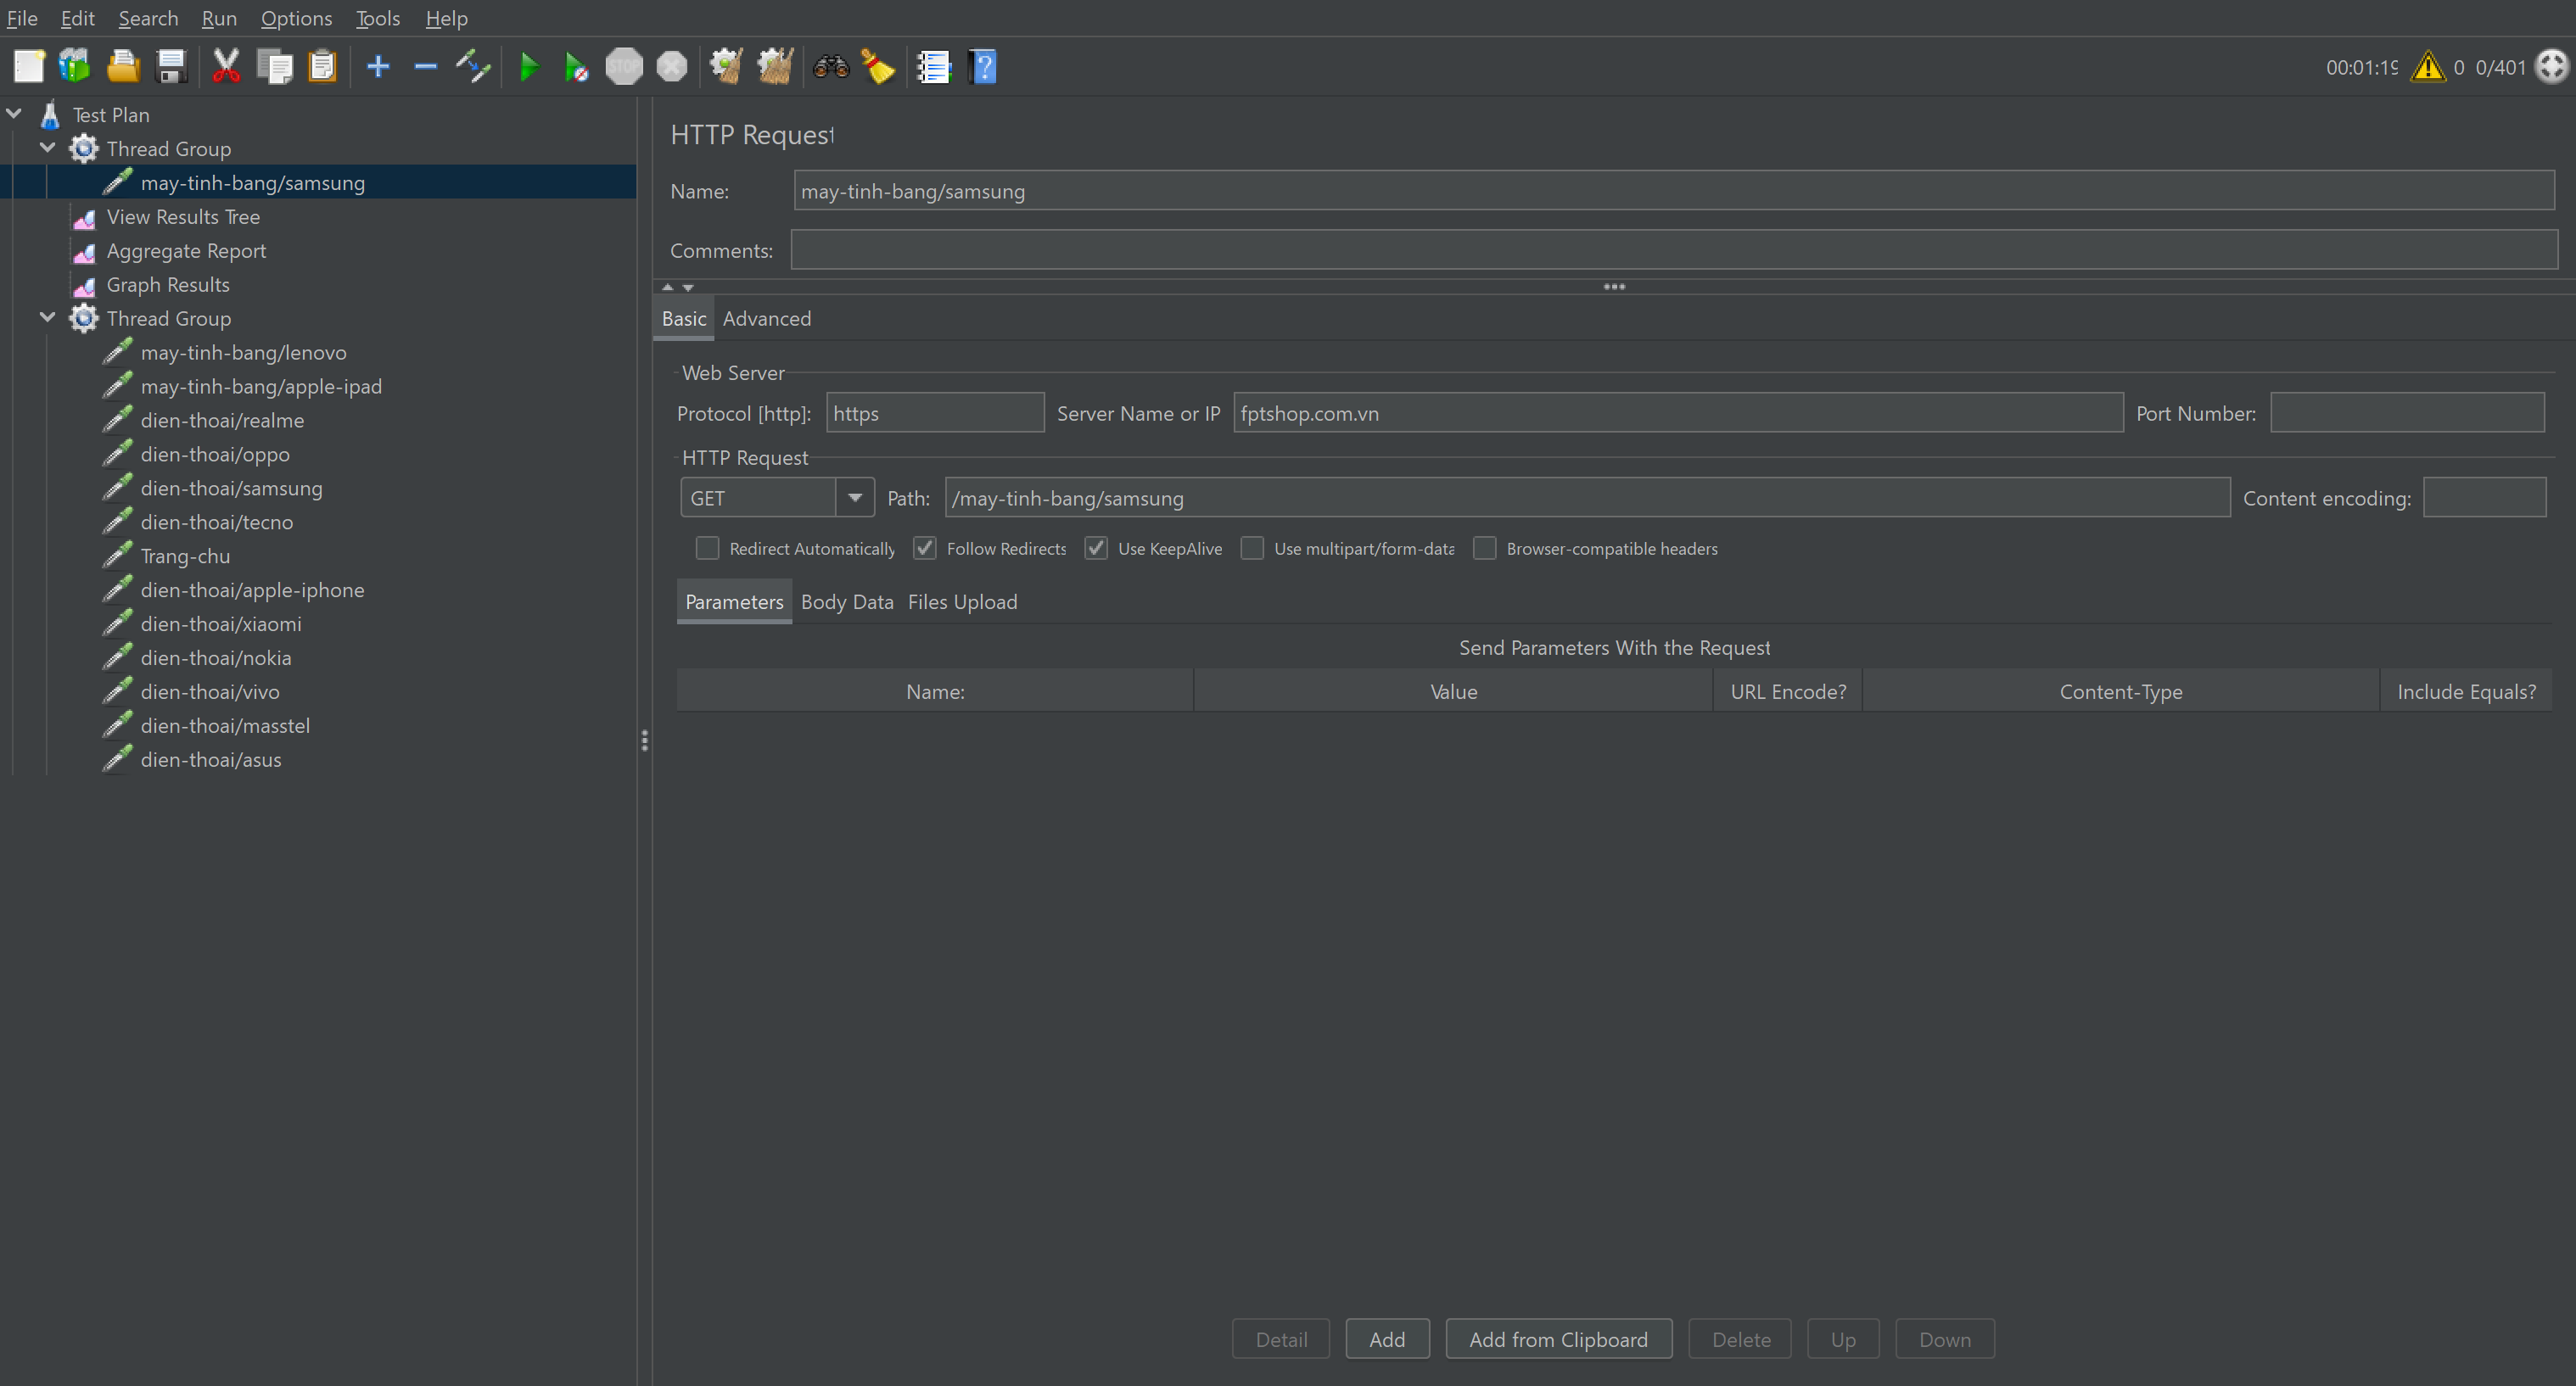 File Edit Search Run Options Tools Help
STOP
00:01:19 0 0/401
Test Plan
Thread Group
may-tinh-bang/samsung
View Results Tree
Aggregate Report
Graph Results
Thread Group
may-tinh-bang/lenovo
may-tinh-bang/apple-ipad
dien-thoai/realme
dien-thoai/oppo
dien-thoai/samsung
dien-thoai/tecno
Trang-chu
dien-thoai/apple-iphone
dien-thoai/xiaomi
dien-thoai/nokia
dien-thoai/vivo
dien-thoai/masstel
dien-thoai/asus
HTTP Request
Name: may-tinh-bang/samsung
Comments:
Basic Advanced
Web Server
Protocol [http]: https Server Name or IP fptshop.com.vn Port Number:
HTTP Request
GET Path: /may-tinh-bang/samsung Content encoding:
Redirect Automatically Follow Redirects Use KeepAlive Use multipart/form-data Browser-compatible headers
Parameters Body Data Files Upload
Send Parameters With the Request
Name: Value URL Encode? Content-Type Include Equals?
Detail Add Add from Clipboard Delete Up Down